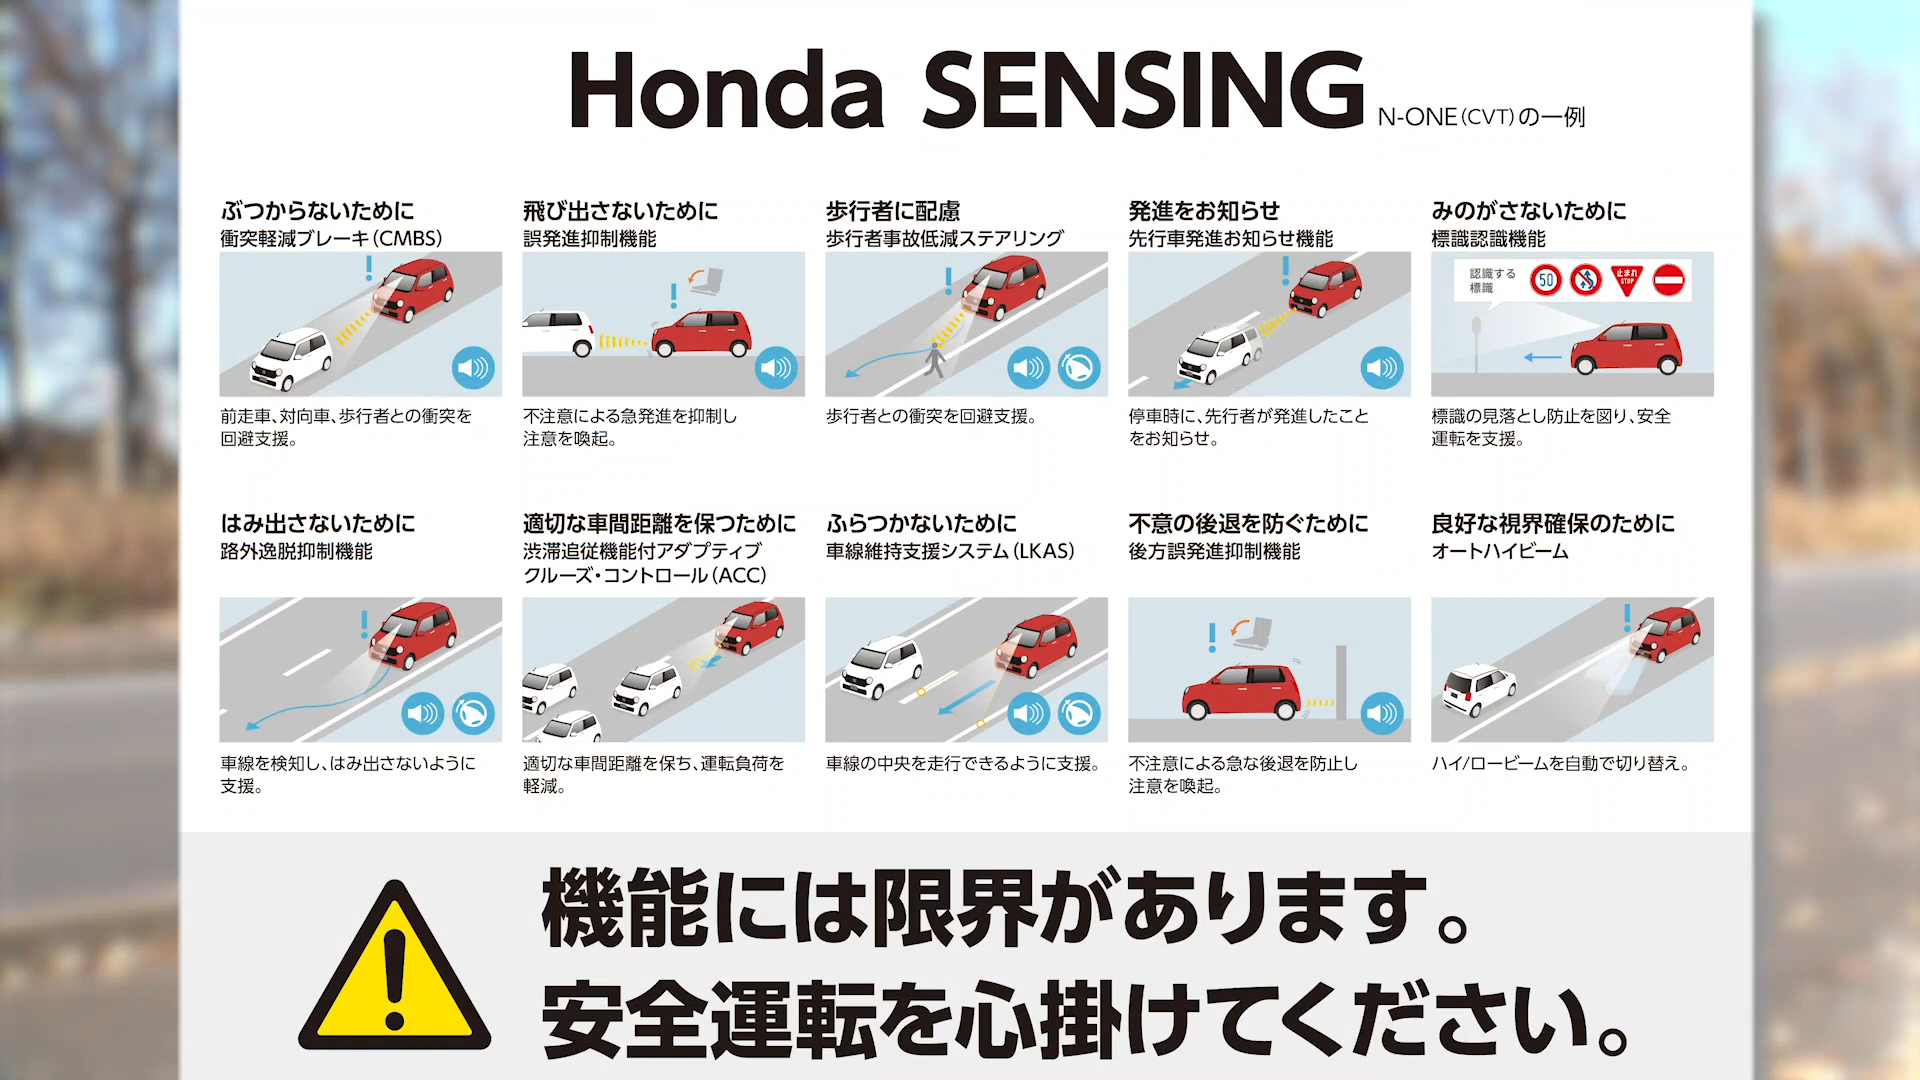 Honda SENSING N-ONE(CVT)の一例
ぶつからないために
衝突軽減ブレーキ(CMBS)
前走車、対向車、歩行者との衝突を
回避支援。
飛び出さないために
誤発進抑制機能
不注意による急発進を抑制し
注意を喚起。
歩行者に配慮
歩行者事故低減ステアリング
歩行者との衝突を回避支援。
発進をお知らせ
先行車発進お知らせ機能
停車時に、先行者が発進したこと
をお知らせ。
みのがさないために
標識認識機能
認識する
標識
50
止まれ
STOP
標識の見落とし防止を図り、安全
運転を支援。
はみ出さないために
路外逸脱抑制機能
車線を検知し、はみ出さないように
支援。
適切な車間距離を保つために
渋滞追従機能付アダプティブ
クルーズ・コントロール(ACC)
適切な車間距離を保ち、運転負荷を
軽減。
ふらつかないために
車線維持支援システム(LKAS)
車線の中央を走行できるように支援。
不意の後退を防ぐために
後方誤発進抑制機能
不注意による急な後退を防止し
注意を喚起。
良好な視界確保のために
オートハイビーム
ハイ/ロービームを自動で切り替え。
機能には限界があります。
安全運転を心掛けてください。